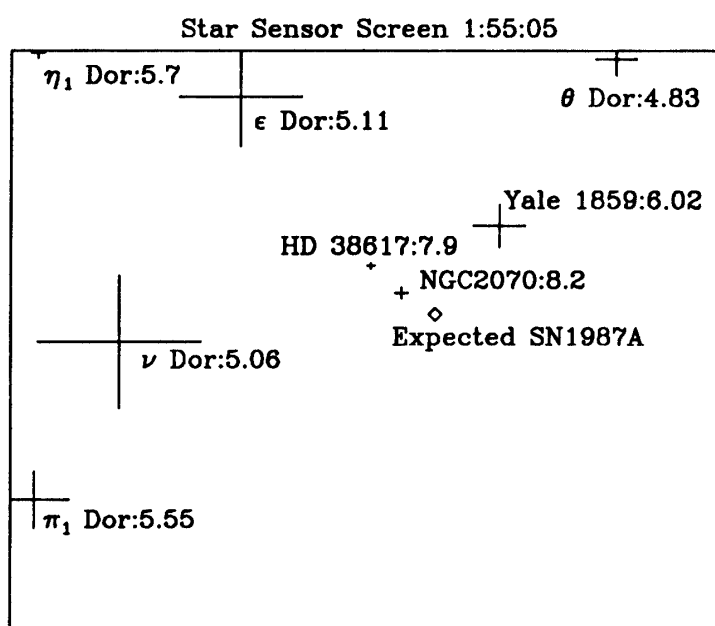 Star Sensor Screen 1:55:05
η₁ Dor:5.7
ε Dor:5.11
θ Dor:4.83
Yale 1859:6.02
HD 38617:7.9
NGC2070:8.2
Expected SN1987A
ν Dor:5.06
π₁ Dor:5.55